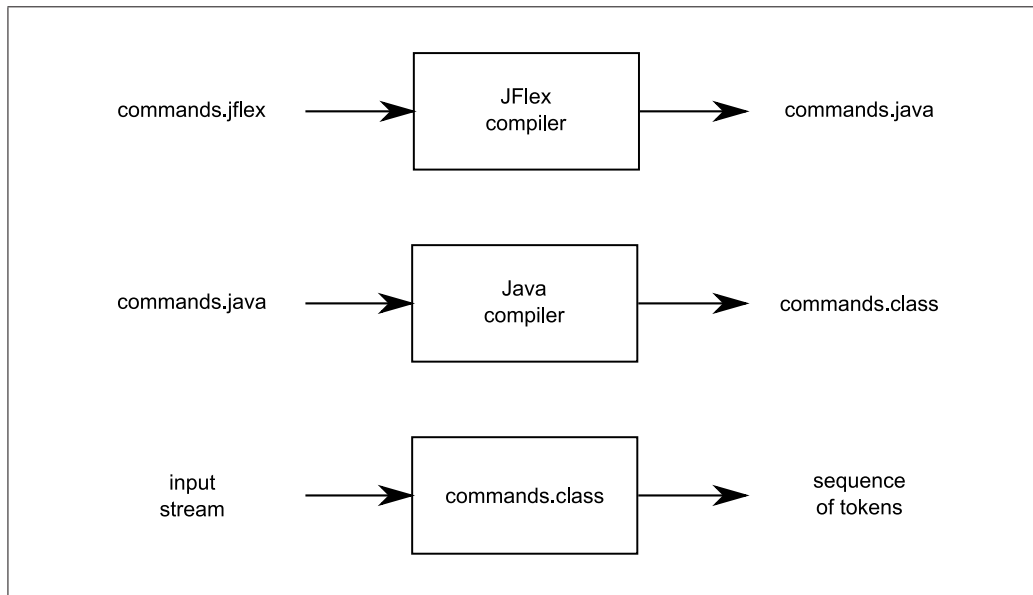 commands.jflex
JFlex
compiler
commands.java
commands.java
Java
compiler
commands.class
input
stream
commands.class
sequence
of tokens